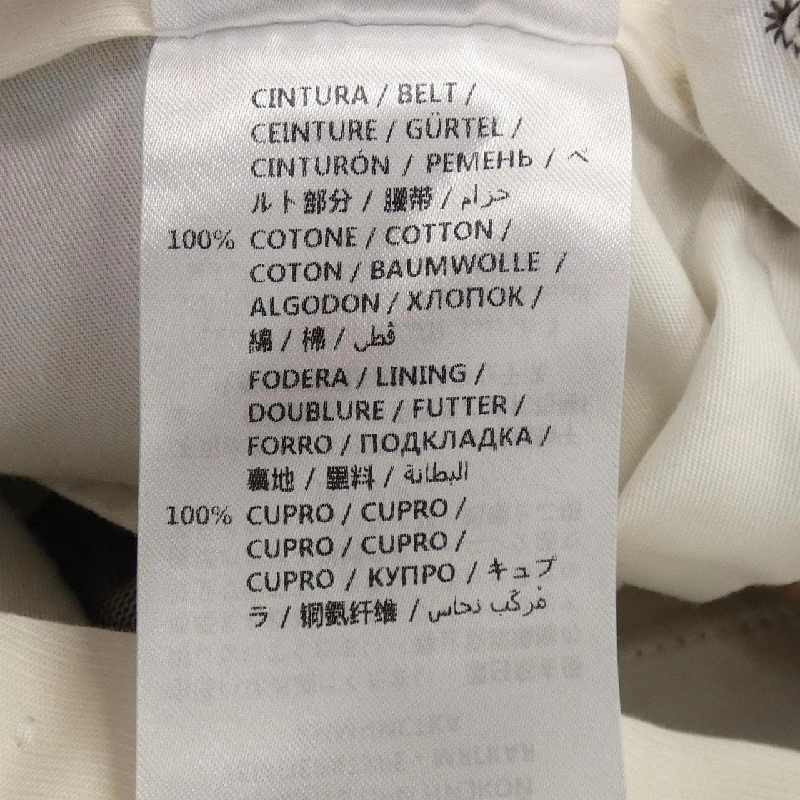 CINTURA / BELT /
CEINTURE / GÜRTEL /
CINTURÓN / РЕМЕНЬ / ベ
ルト部分 / 腰帶 / حزام
100% COTONE / COTTON /
COTON / BAUMWOLLE /
ALGODON / ХЛОПОК /
綿 / 棉 / قطن
FODERA / LINING /
DOUBLURE / FUTTER /
FORRO / ПОДКЛАДКА /
裏地 / 里料 / البطانة
100% CUPRO / CUPRO /
CUPRO / CUPRO /
CUPRO / КУПРО / キュプ
ラ / 铜氨纤维 / مركب نحاس